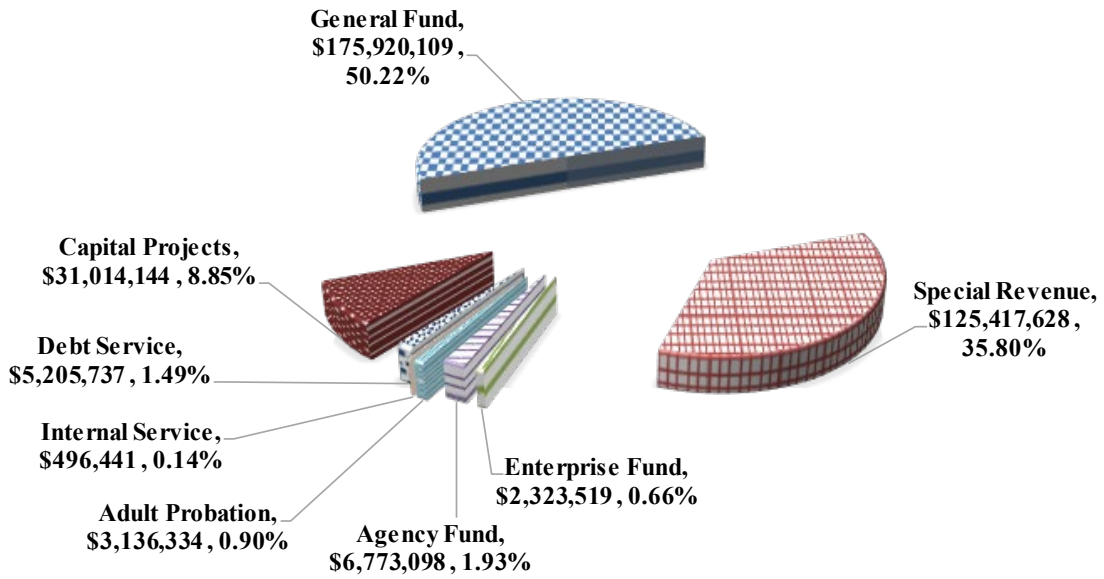 General Fund,
$175,920,109 ,
50.22%
Capital Projects,
$31,014,144 , 8.85%
Special Revenue,
$125,417,628 ,
35.80%
Debt Service,
$5,205,737 , 1.49%
Internal Service,
$496,441 , 0.14%
Enterprise Fund,
$2,323,519 , 0.66%
Adult Probation,
$3,136,334 , 0.90%
Agency Fund,
$6,773,098 , 1.93%